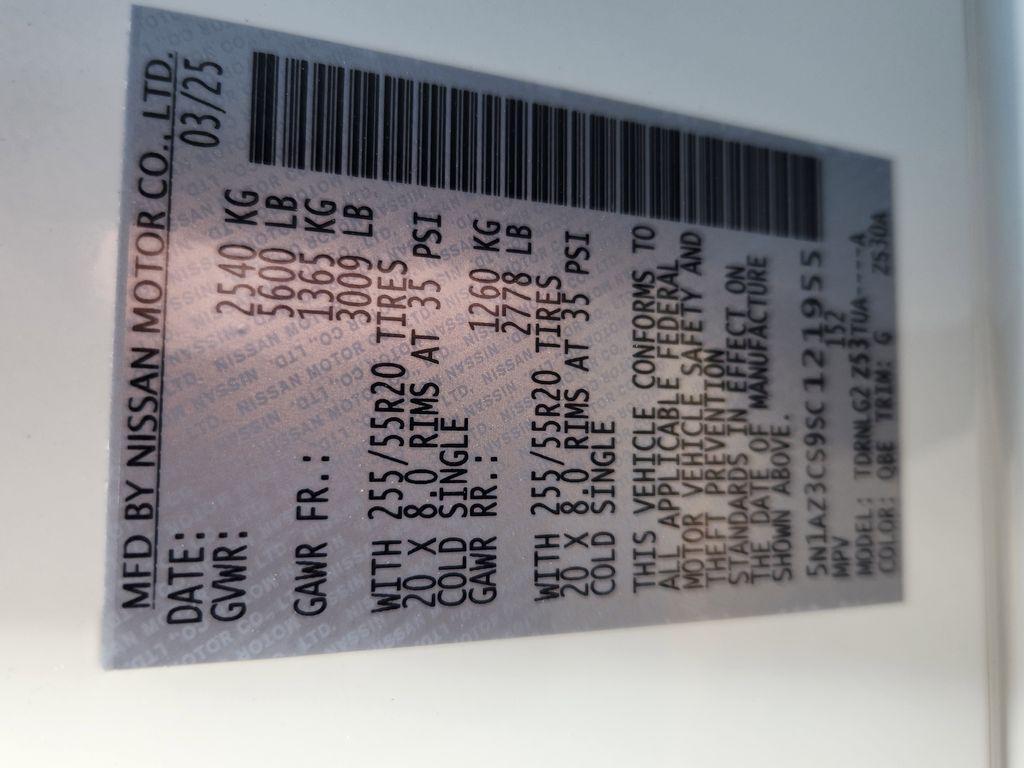 MFD BY NISSAN MOTOR CO., LTD.
DATE: 03/25
GVWR: 2540 KG
5600 LB
GAWR FR.: 1365 KG
3009 LB
WITH 255/55R20 TIRES
20 X 8.0 RIMS AT 35 PSI
COLD SINGLE
GAWR RR.: 1260 KG
2778 LB
WITH 255/55R20 TIRES
20 X 8.0 RIMS AT 35 PSI
COLD SINGLE
THIS VEHICLE CONFORMS TO
ALL APPLICABLE FEDERAL
MOTOR VEHICLE SAFETY AND
THEFT PREVENTION
STANDARDS IN EFFECT ON
THE DATE OF MANUFACTURE
SHOWN ABOVE.
5N1AZ3CS9SC121955
MPV 152
MODEL: TDRNLG2 Z53TUA----A
COLOR: QBE TRIM: G Z530A